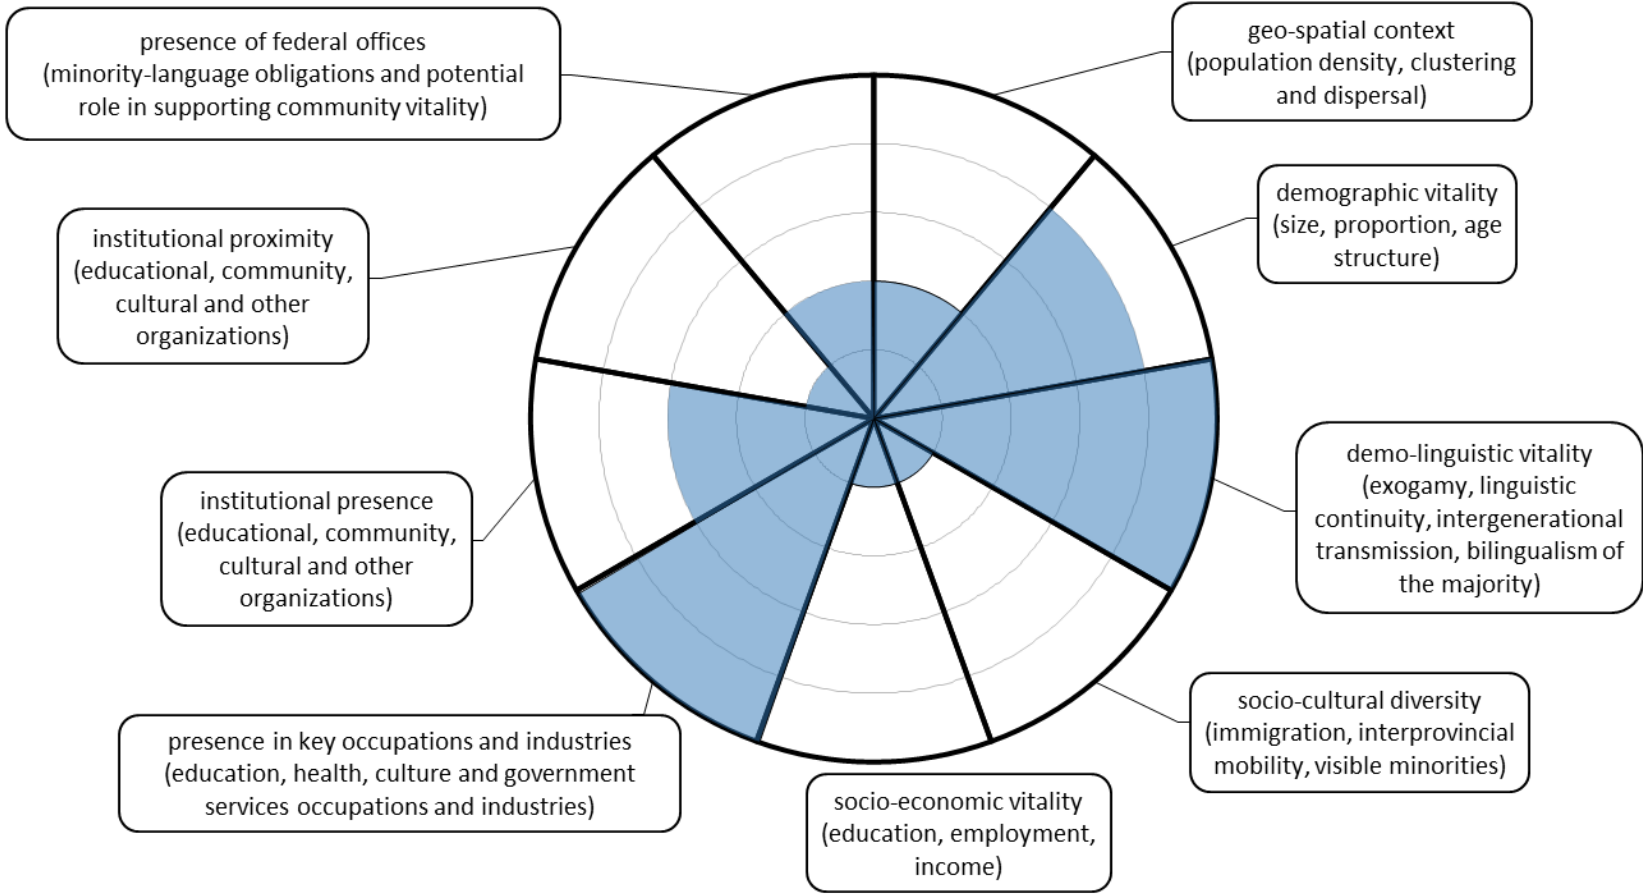 presence of federal offices
(minority-language obligations and potential
role in supporting community vitality)
geo-spatial context
(population density, clustering
and dispersal)
demographic vitality
(size, proportion, age
structure)
institutional proximity
(educational, community,
cultural and other
organizations)
demo-linguistic vitality
(exogamy, linguistic
continuity, intergenerational
transmission, bilingualism of
the majority)
institutional presence
(educational, community,
cultural and other
organizations)
socio-cultural diversity
(immigration, interprovincial
mobility, visible minorities)
presence in key occupations and industries
(education, health, culture and government
services occupations and industries)
socio-economic vitality
(education, employment,
income)